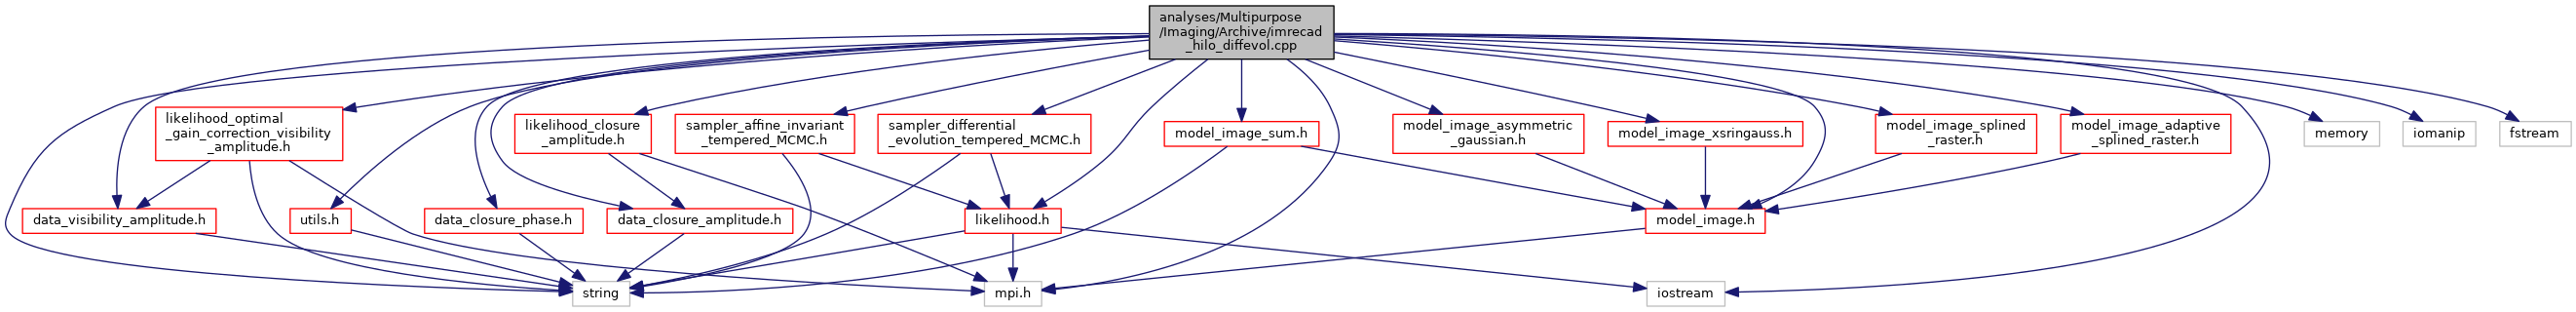 analyses/Multipurpose
/Imaging/Archive/imrecad
_hilo_diffevol.cpp
likelihood_optimal
_gain_correction_visibility
_amplitude.h
likelihood_closure
_amplitude.h
sampler_affine_invariant
_tempered_MCMC.h
sampler_differential
_evolution_tempered_MCMC.h
model_image_sum.h
model_image_asymmetric
_gaussian.h
model_image_xsringauss.h
model_image_splined
_raster.h
model_image_adaptive
_splined_raster.h
memory
iomanip
fstream
data_visibility_amplitude.h
utils.h
data_closure_phase.h
data_closure_amplitude.h
likelihood.h
model_image.h
string
mpi.h
iostream